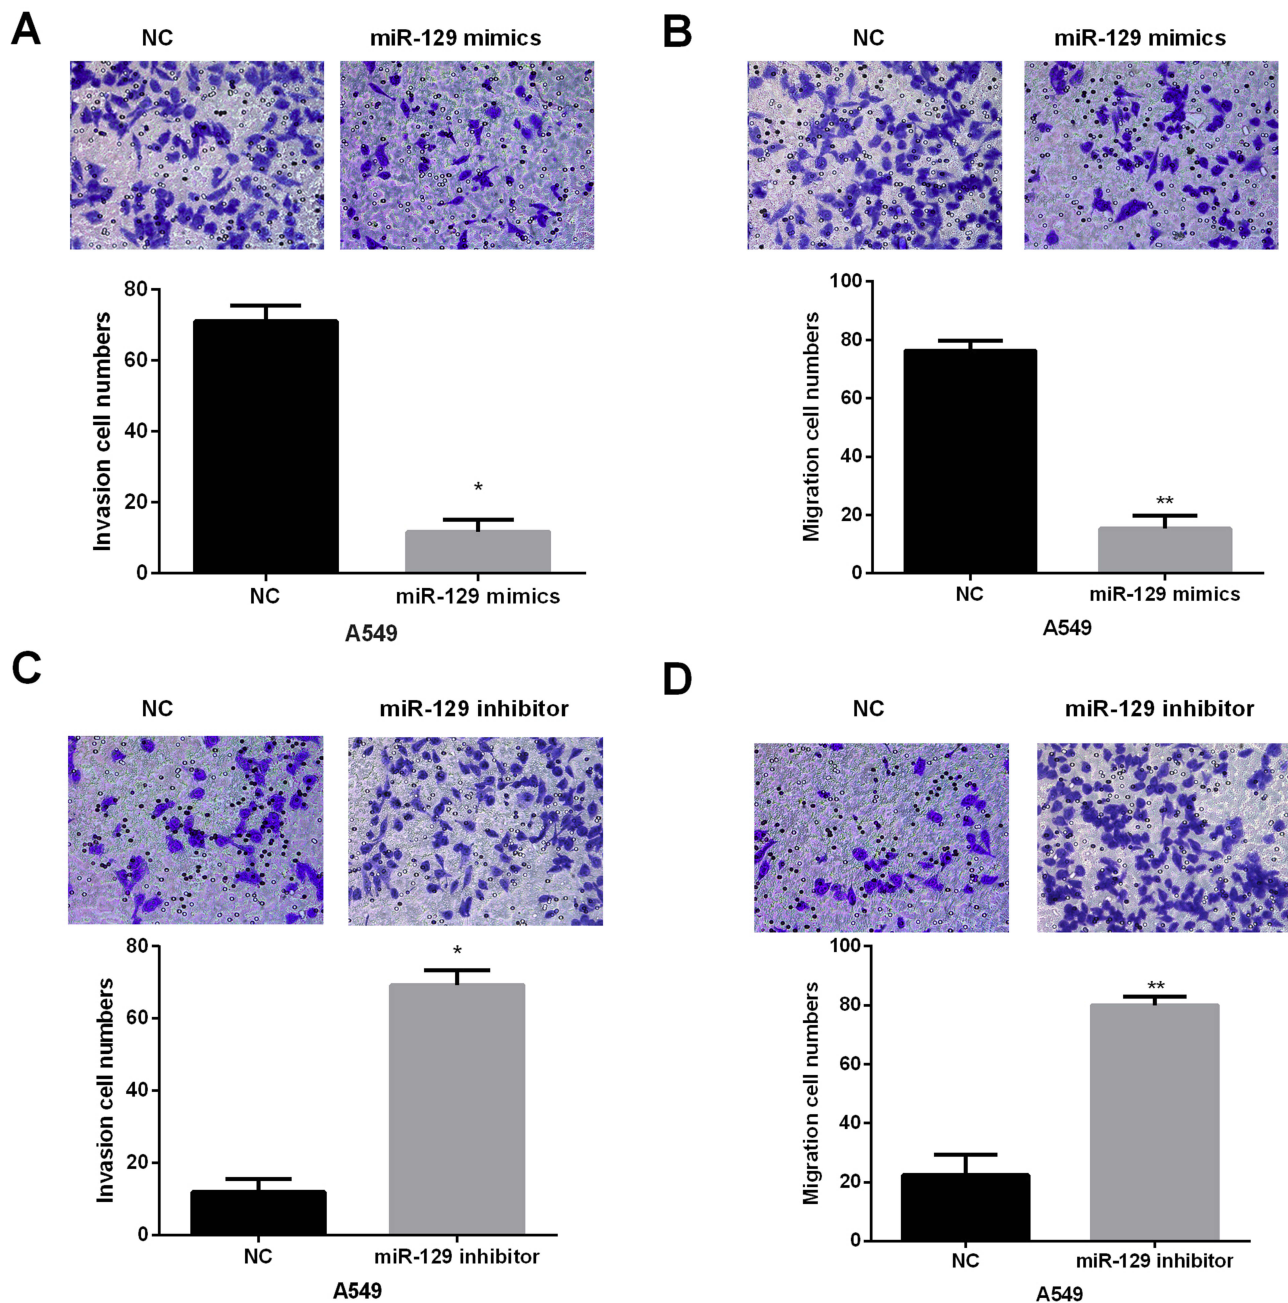 A
NC miR-129 mimics
80
60
40
20
0
Invasion cell numbers
*
NC miR-129 mimics
A549
B
NC miR-129 mimics
100
80
60
40
20
0
Migration cell numbers
**
NC miR-129 mimics
A549
C
NC miR-129 inhibitor
80
60
40
20
0
Invasion cell numbers
*
NC miR-129 inhibitor
A549
D
NC miR-129 inhibitor
100
80
60
40
20
0
Migration cell numbers
**
NC miR-129 inhibitor
A549